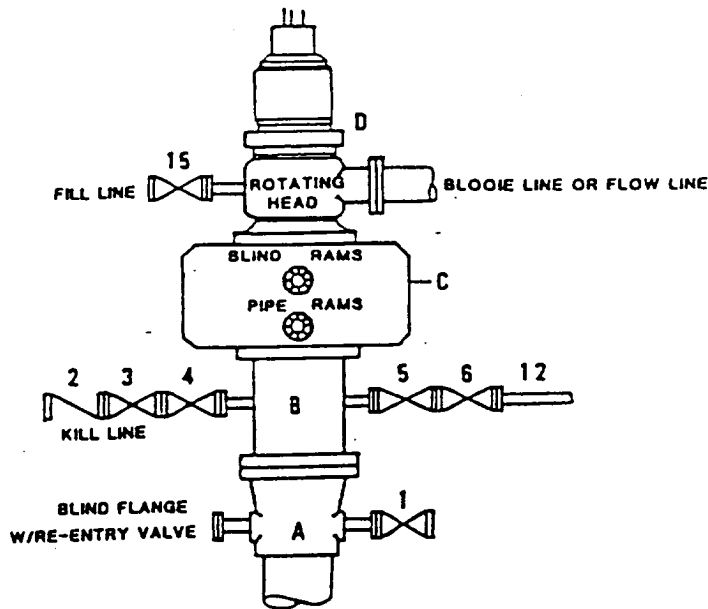 D
15
FILL LINE
ROTATING
HEAD
BLOOIE LINE OR FLOW LINE
BLIND RAMS
C
PIPE RAMS
2 3 4
5 6 12
B
KILL LINE
BLIND FLANGE
W/RE-ENTRY VALVE
A
1